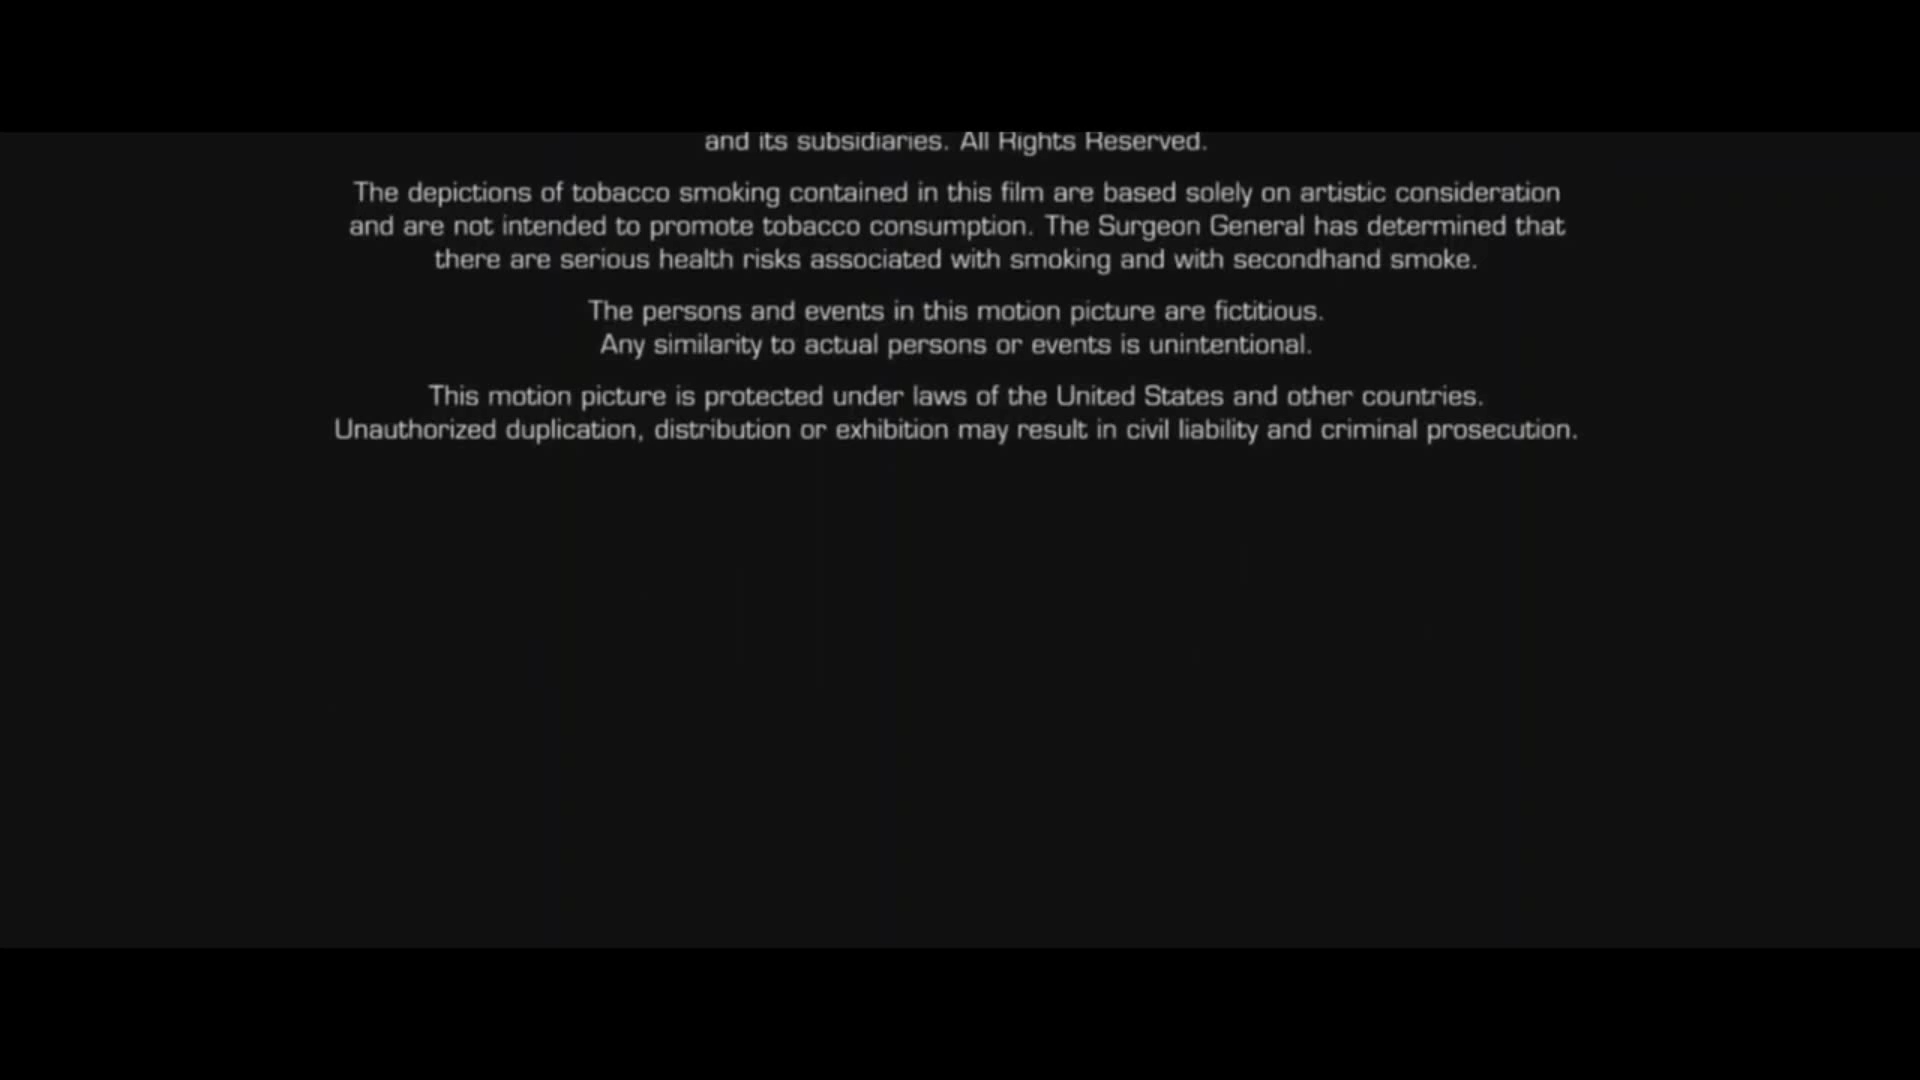 and its subsidiaries. All Rights Reserved.
The depictions of tobacco smoking contained in this film are based solely on artistic consideration
and are not intended to promote tobacco consumption. The Surgeon General has determined that
there are serious health risks associated with smoking and with secondhand smoke.
The persons and events in this motion picture are fictitious.
Any similarity to actual persons or events is unintentional.
This motion picture is protected under laws of the United States and other countries.
Unauthorized duplication, distribution or exhibition may result in civil liability and criminal prosecution.